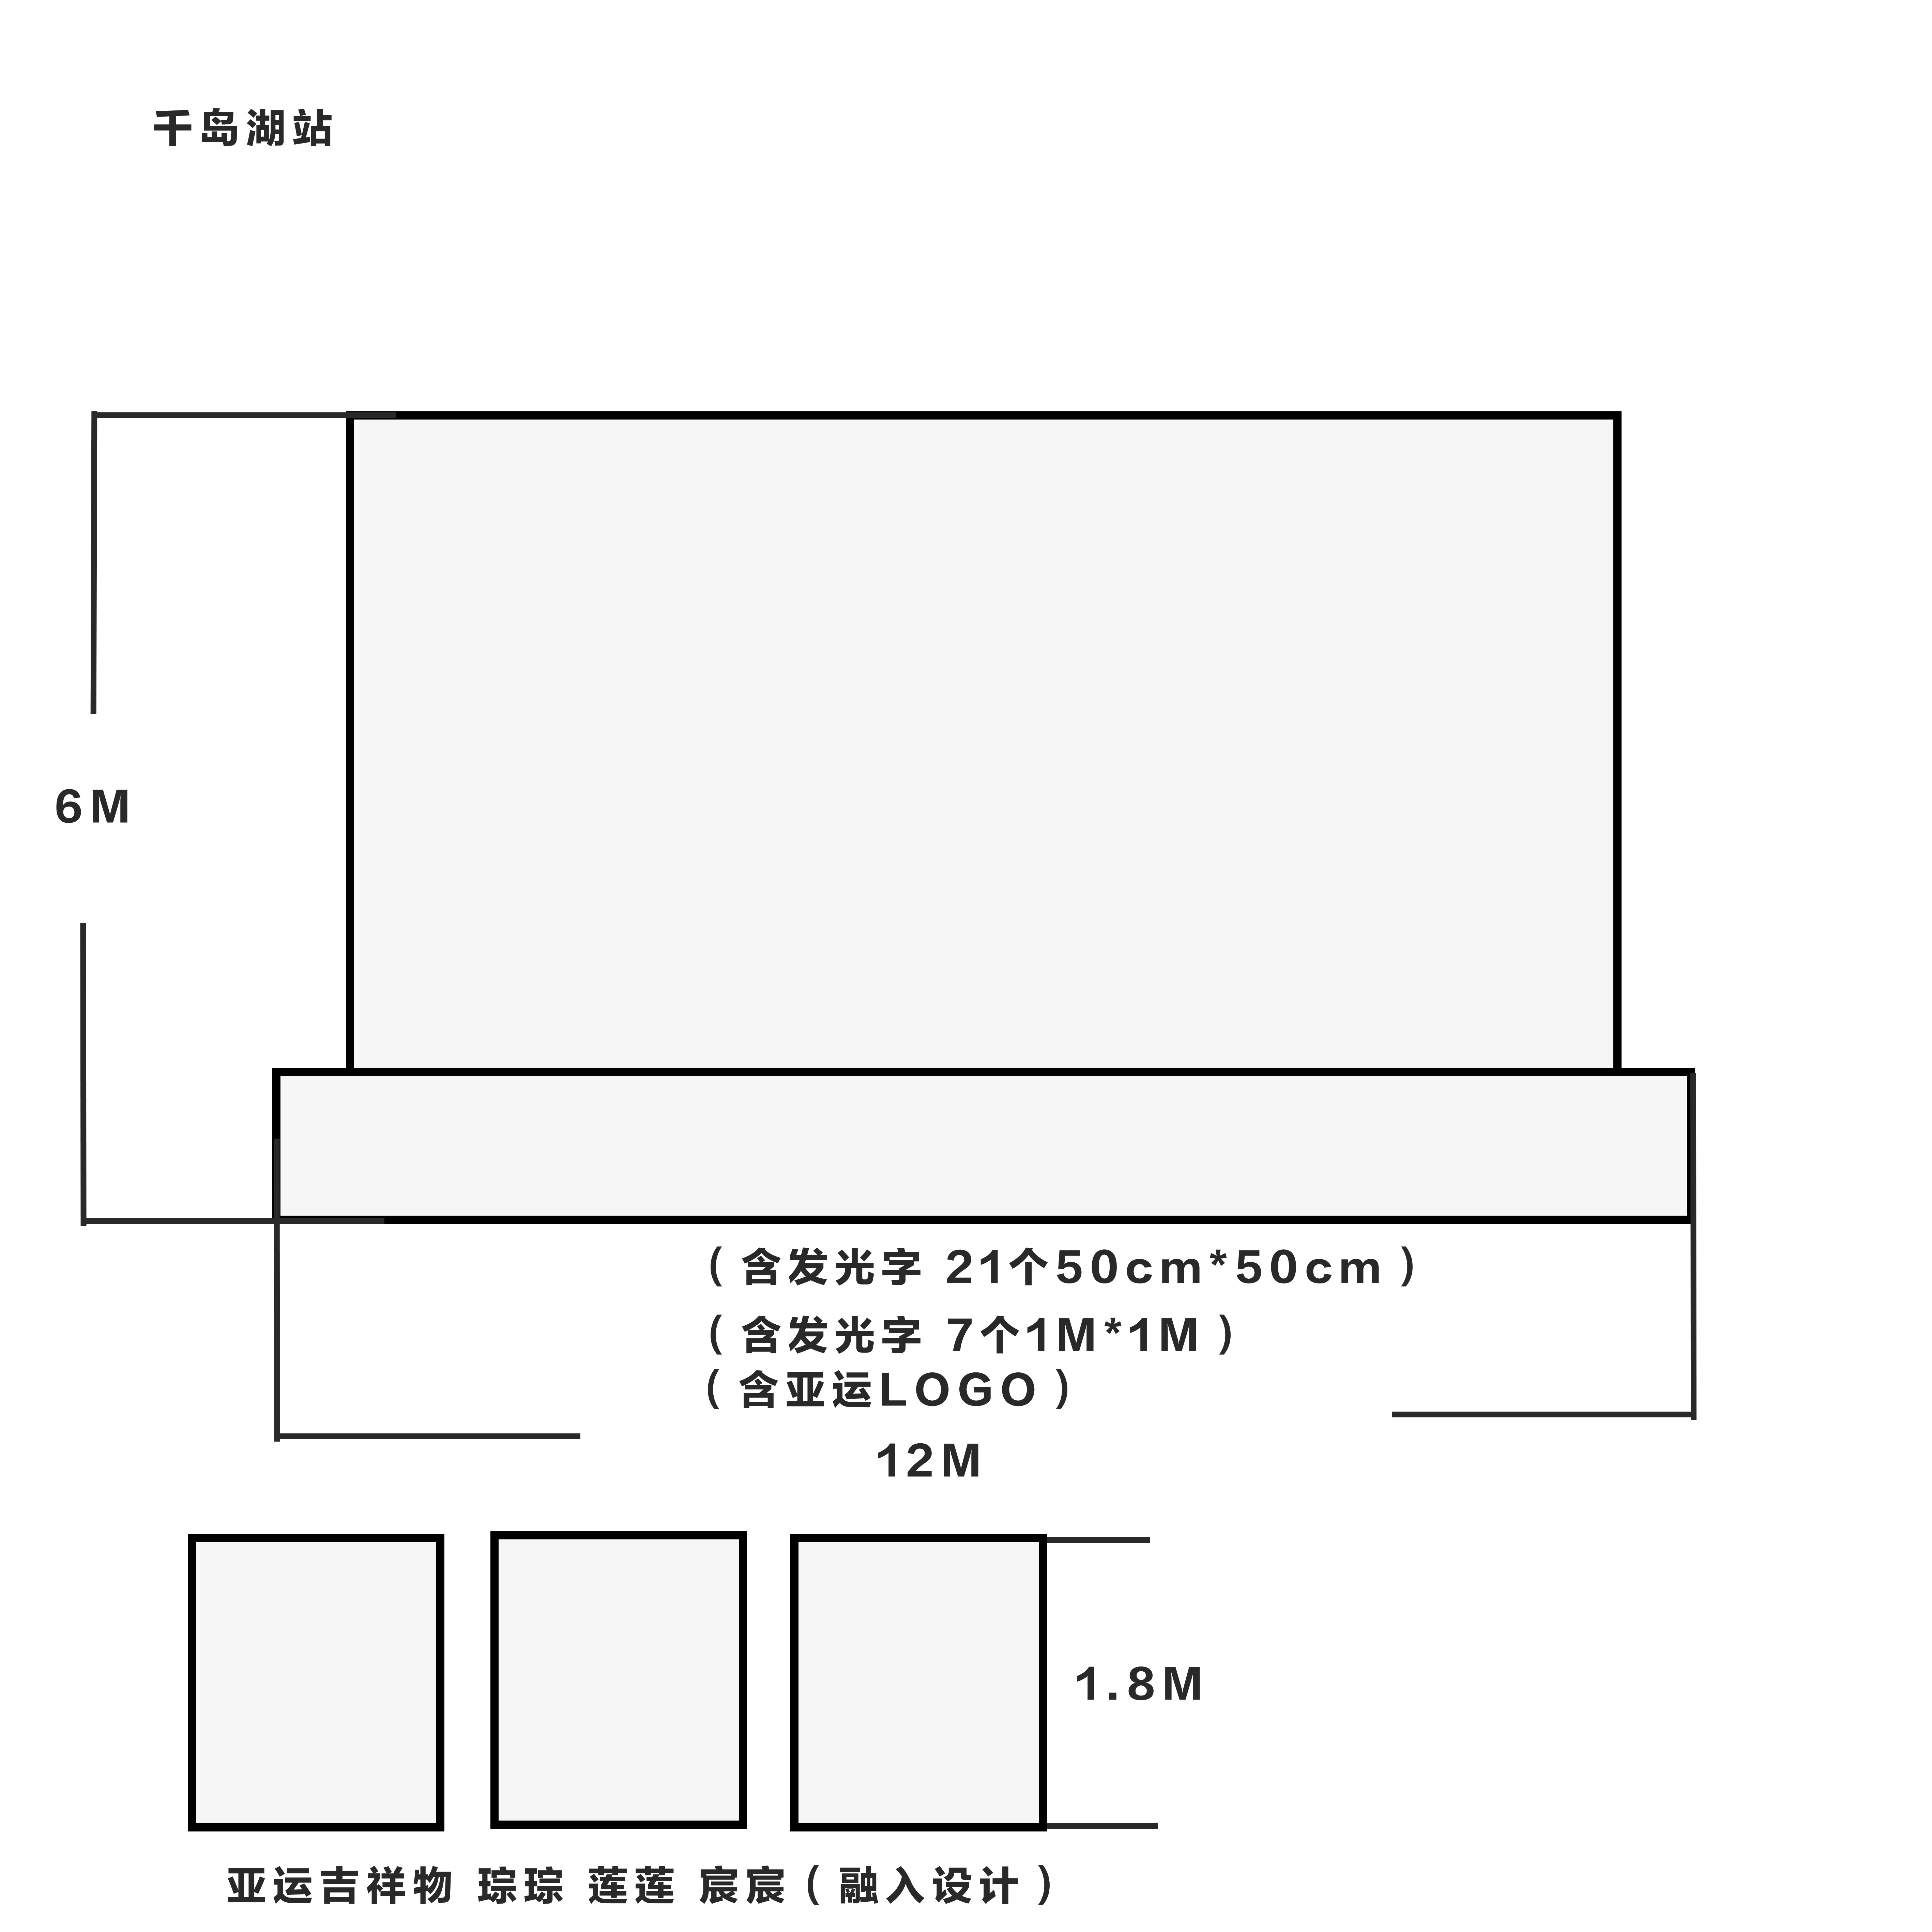 千岛湖站
6M
（含发光字 21个50cm*50cm）
（含发光字 7个1M*1M）
（含亚运LOGO）
12M
1.8M
亚运吉祥物 琮琮 莲莲 宸宸（融入设计）